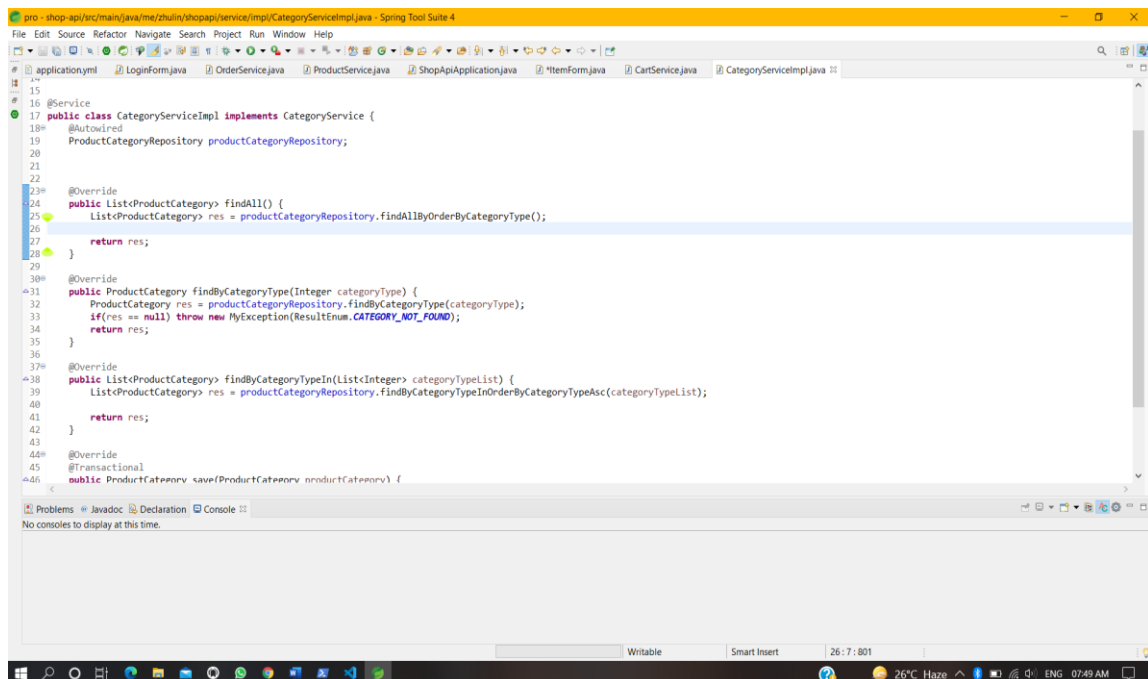 pro - shop-api/src/main/java/me/zhulin/shopapi/service/impl/CategoryServiceImpl.java - Spring Tool Suite 4
File Edit Source Refactor Navigate Search Project Run Window Help
application.yml LoginForm.java OrderService.java ProductService.java ShopApiApplication.java *ItemForm.java CartService.java CategoryServiceImpl.java
14
15
16 @Service
17 public class CategoryServiceImpl implements CategoryService {
18 @Autowired
19 ProductCategoryRepository productCategoryRepository;
20
21
22
23 @Override
24 public List<ProductCategory> findAll() {
25 List<ProductCategory> res = productCategoryRepository.findAllByOrderByCategoryType();
26
27 return res;
28 }
29
30 @Override
31 public ProductCategory findByCategoryType(Integer categoryType) {
32 ProductCategory res = productCategoryRepository.findByCategoryType(categoryType);
33 if(res == null) throw new MyException(ResultEnum.CATEGORY_NOT_FOUND);
34 return res;
35 }
36
37 @Override
38 public List<ProductCategory> findByCategoryTypeIn(List<Integer> categoryTypeList) {
39 List<ProductCategory> res = productCategoryRepository.findByCategoryTypeInOrderByCategoryTypeAsc(categoryTypeList);
40
41 return res;
42 }
43
44 @Override
45 @Transactional
46 public ProductCategory save(ProductCategory productCategory) {
Problems Javadoc Declaration Console
No consoles to display at this time.
Writable Smart Insert 26 : 7 : 801
26°C Haze ENG 07:49 AM